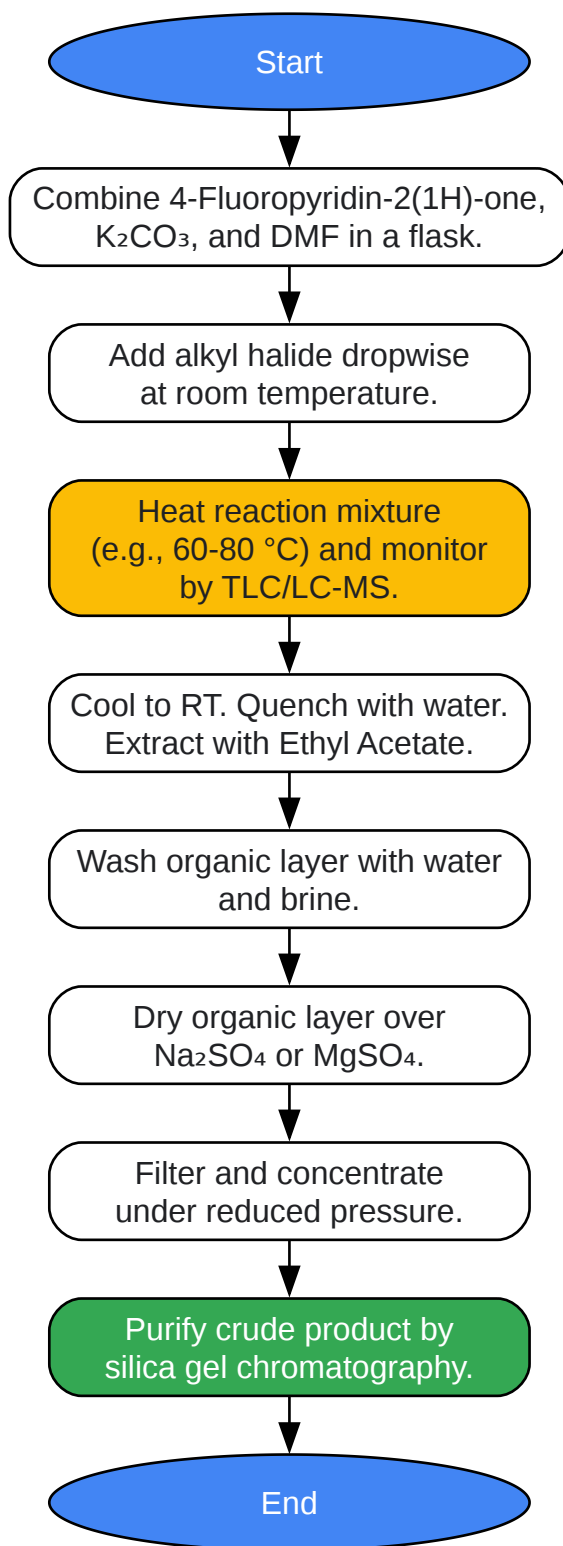 Start
Combine 4-Fluoropyridin-2(1H)-one,
K₂CO₃, and DMF in a flask.
Add alkyl halide dropwise
at room temperature.
Heat reaction mixture
(e.g., 60-80 °C) and monitor
by TLC/LC-MS.
Cool to RT. Quench with water.
Extract with Ethyl Acetate.
Wash organic layer with water
and brine.
Dry organic layer over
Na₂SO₄ or MgSO₄.
Filter and concentrate
under reduced pressure.
Purify crude product by
silica gel chromatography.
End